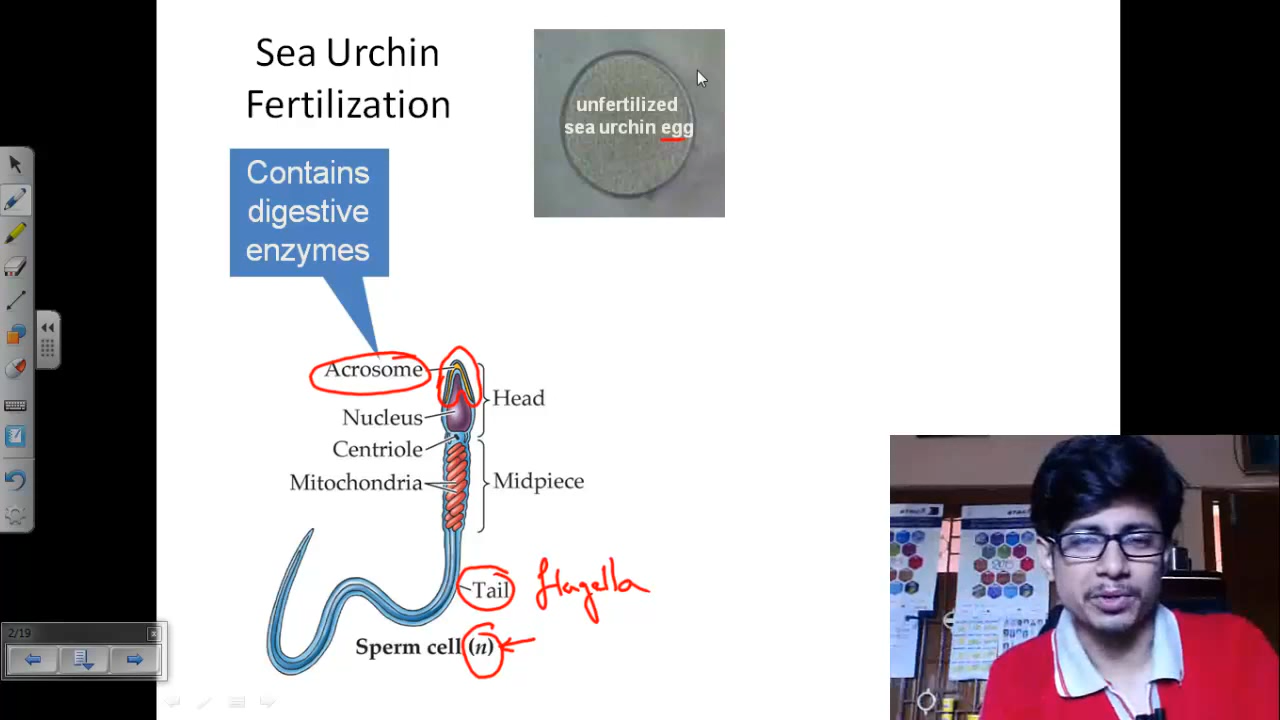 Sea Urchin
Fertilization
unfertilized
sea urchin egg
Contains
digestive
enzymes
Acrosome
Head
Nucleus
Centriole
Mitochondria
Midpiece
Tail
flagella
Sperm cell (n)
2/19